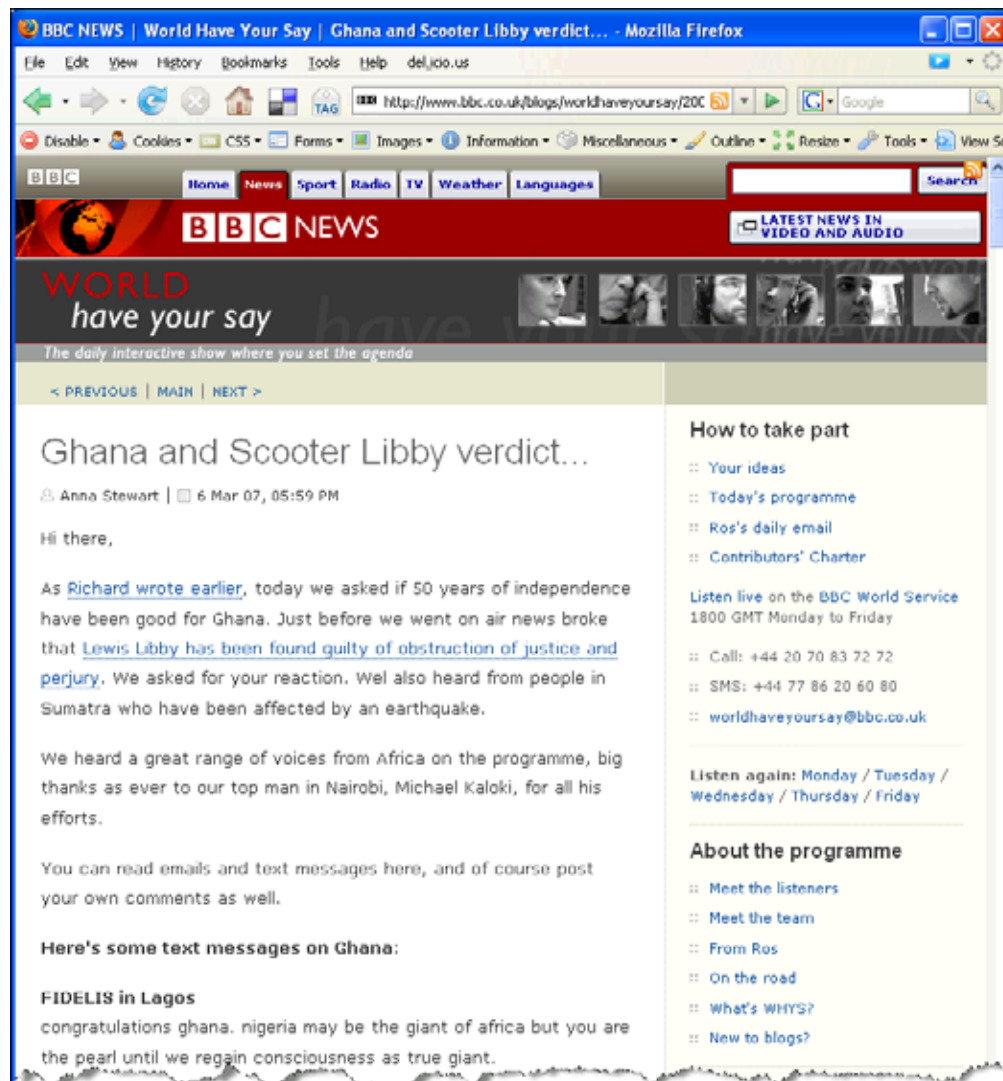 BBC NEWS | World Have Your Say | Ghana and Scooter Libby verdict... - Mozilla Firefox
File Edit View History Bookmarks Tools Help del.icio.us
TAG http://www.bbc.co.uk/blogs/worldhaveyoursay/200 G Google
Disable Cookies CSS Forms Images Information Miscellaneous Outline Resize Tools View So
BBC
Home News Sport Radio TV Weather Languages Search
BBC NEWS
LATEST NEWS IN
VIDEO AND AUDIO
WORLD
have your say
have your say
The daily interactive show where you set the agenda
< PREVIOUS | MAIN | NEXT >
Ghana and Scooter Libby verdict...
Anna Stewart | 6 Mar 07, 05:59 PM
Hi there,
As Richard wrote earlier, today we asked if 50 years of independence
have been good for Ghana. Just before we went on air news broke
that Lewis Libby has been found guilty of obstruction of justice and
perjury. We asked for your reaction. Wel also heard from people in
Sumatra who have been affected by an earthquake.
We heard a great range of voices from Africa on the programme, big
thanks as ever to our top man in Nairobi, Michael Kaloki, for all his
efforts.
You can read emails and text messages here, and of course post
your own comments as well.
Here's some text messages on Ghana:
FIDELIS in Lagos
congratulations ghana. nigeria may be the giant of africa but you are
the pearl until we regain consciousness as true giant.
How to take part
:: Your ideas
:: Today's programme
:: Ros's daily email
:: Contributors' Charter
Listen live on the BBC World Service
1800 GMT Monday to Friday
:: Call: +44 20 70 83 72 72
:: SMS: +44 77 86 20 60 80
:: worldhaveyoursay@bbc.co.uk
Listen again: Monday / Tuesday /
Wednesday / Thursday / Friday
About the programme
:: Meet the listeners
:: Meet the team
:: From Ros
:: On the road
:: What's WHYS?
:: New to blogs?